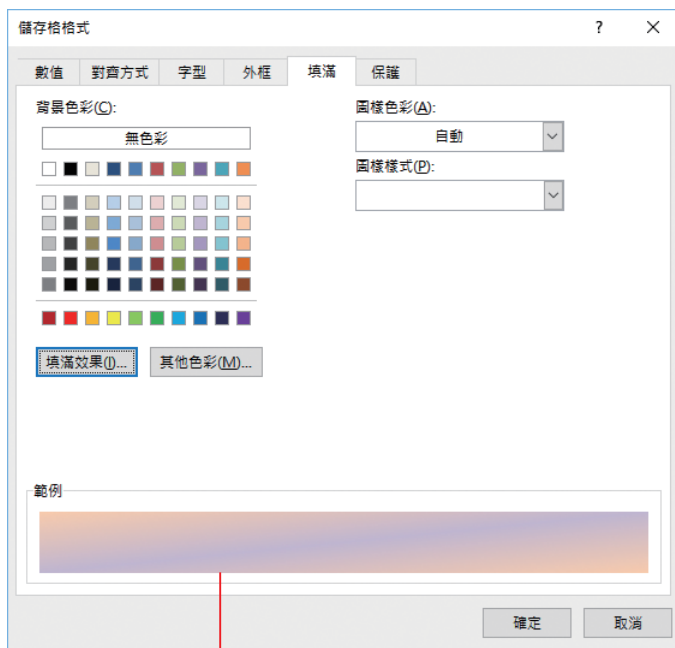 儲存格格式
?
數值 對齊方式 字型 外框 填滿 保護
背景色彩(C):
無色彩
填滿效果(I)...
其他色彩(M)...
圖樣色彩(A):
自動
圖樣樣式(P):
範例
確定
取消